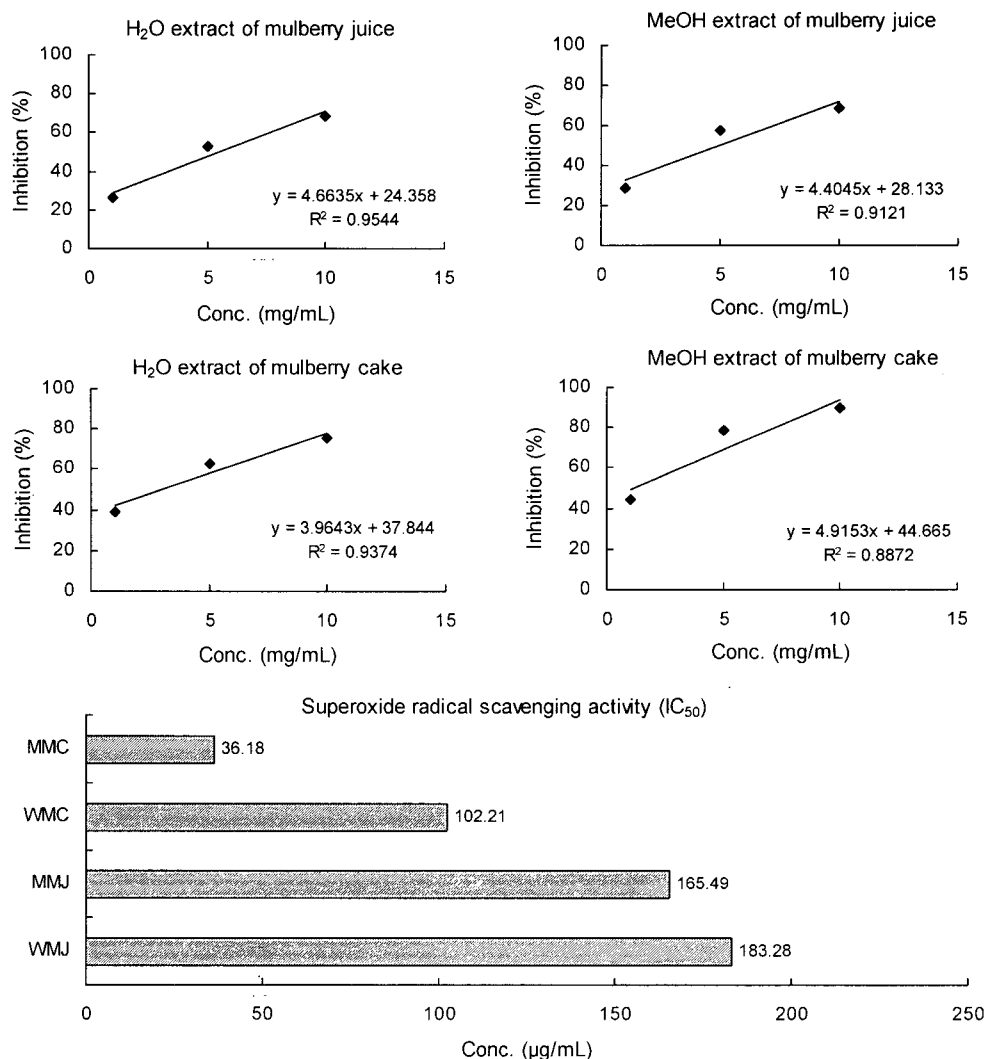 H₂O extract of mulberry juice
100
80
60
40
20
0
Inhibition (%)
y = 4.6635x + 24.358
R² = 0.9544
0 5 10 15
Conc. (mg/mL)
MeOH extract of mulberry juice
100
80
60
40
20
0
Inhibition (%)
y = 4.4045x + 28.133
R² = 0.9121
0 5 10 15
Conc. (mg/mL)
H₂O extract of mulberry cake
100
80
60
40
20
0
Inhibition (%)
y = 3.9643x + 37.844
R² = 0.9374
0 5 10 15
Conc. (mg/mL)
MeOH extract of mulberry cake
100
80
60
40
20
0
Inhibition (%)
y = 4.9153x + 44.665
R² = 0.8872
0 5 10 15
Conc. (mg/mL)
Superoxide radical scavenging activity (IC₅₀)
MMC 36.18
WMC 102.21
MMJ 165.49
WMJ 183.28
0 50 100 150 200 250
Conc. (µg/mL)